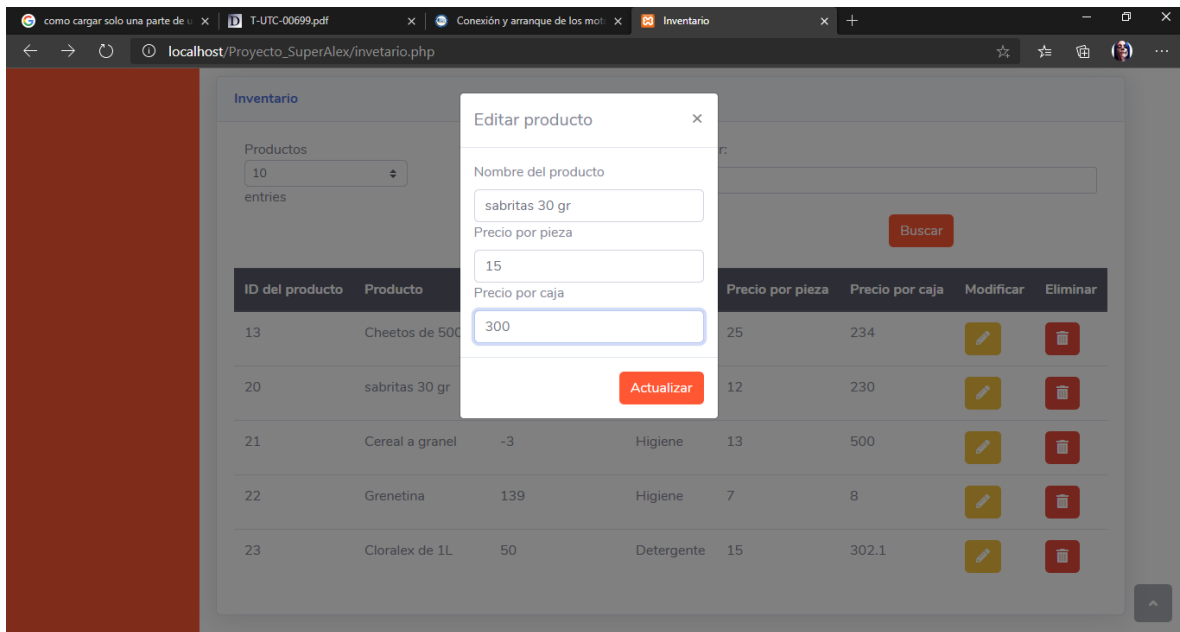 como cargar solo una parte de u
T-UTC-00699.pdf
Conexión y arranque de los mot
Inventario
localhost/Proyecto_SuperAlex/invetario.php
Inventario
Editar producto
Productos
r:
10
entries
Nombre del producto
sabritas 30 gr
Precio por pieza
15
Precio por caja
300
Actualizar
Buscar
ID del producto Producto Precio por pieza Precio por caja Modificar Eliminar
13 Cheetos de 500 25 234
20 sabritas 30 gr 12 230
21 Cereal a granel -3 Higiene 13 500
22 Grenetina 139 Higiene 7 8
23 Cloralex de 1L 50 Detergente 15 302.1